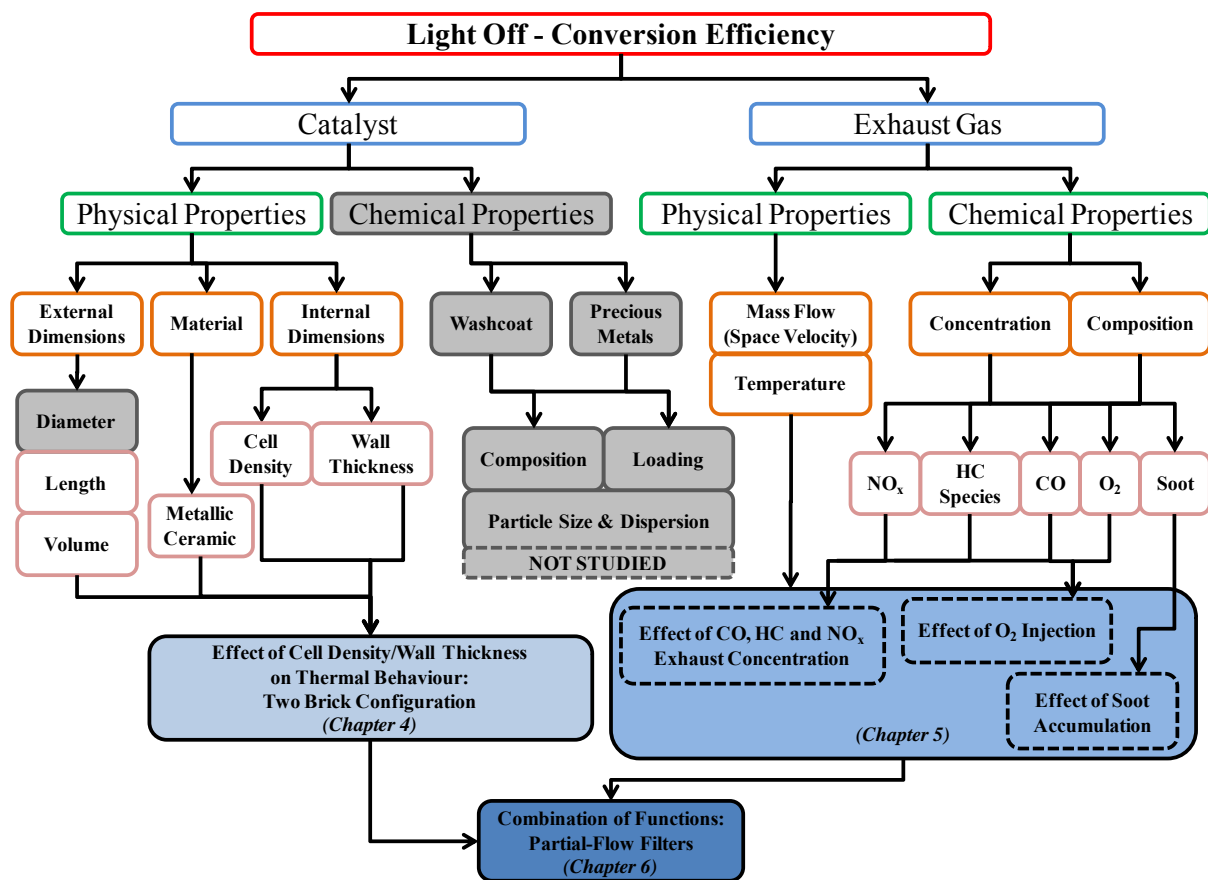 Light Off - Conversion Efficiency
Catalyst
Exhaust Gas
Physical Properties
Chemical Properties
Physical Properties
Chemical Properties
External
Dimensions
Material
Internal
Dimensions
Washcoat
Precious
Metals
Mass Flow
(Space Velocity)
Temperature
Concentration
Composition
Diameter
Length
Volume
Metallic
Ceramic
Cell
Density
Wall
Thickness
Composition
Loading
Particle Size & Dispersion
NOT STUDIED
NOₓ
HC
Species
CO
O₂
Soot
Effect of Cell Density/Wall Thickness
on Thermal Behaviour:
Two Brick Configuration
(Chapter 4)
Effect of CO, HC and NOₓ
Exhaust Concentration
Effect of O₂ Injection
Effect of Soot
Accumulation
(Chapter 5)
Combination of Functions:
Partial-Flow Filters
(Chapter 6)